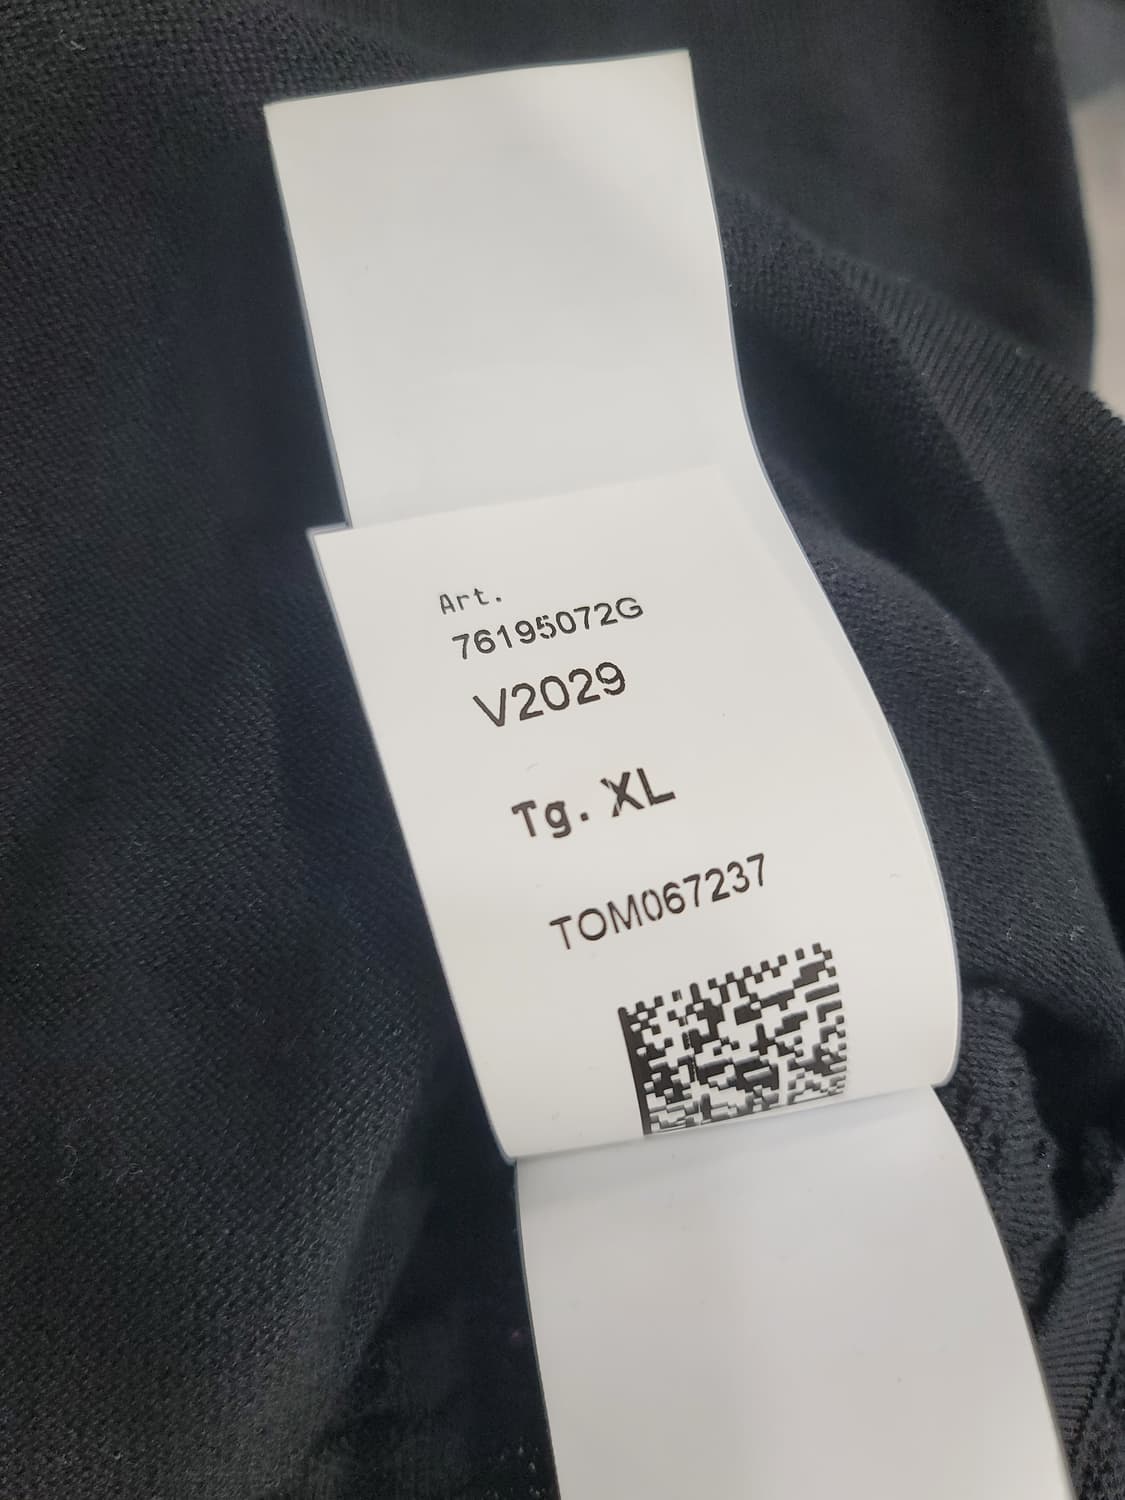 Art.
76195072G
V2029
Tg. XL
TOM067237